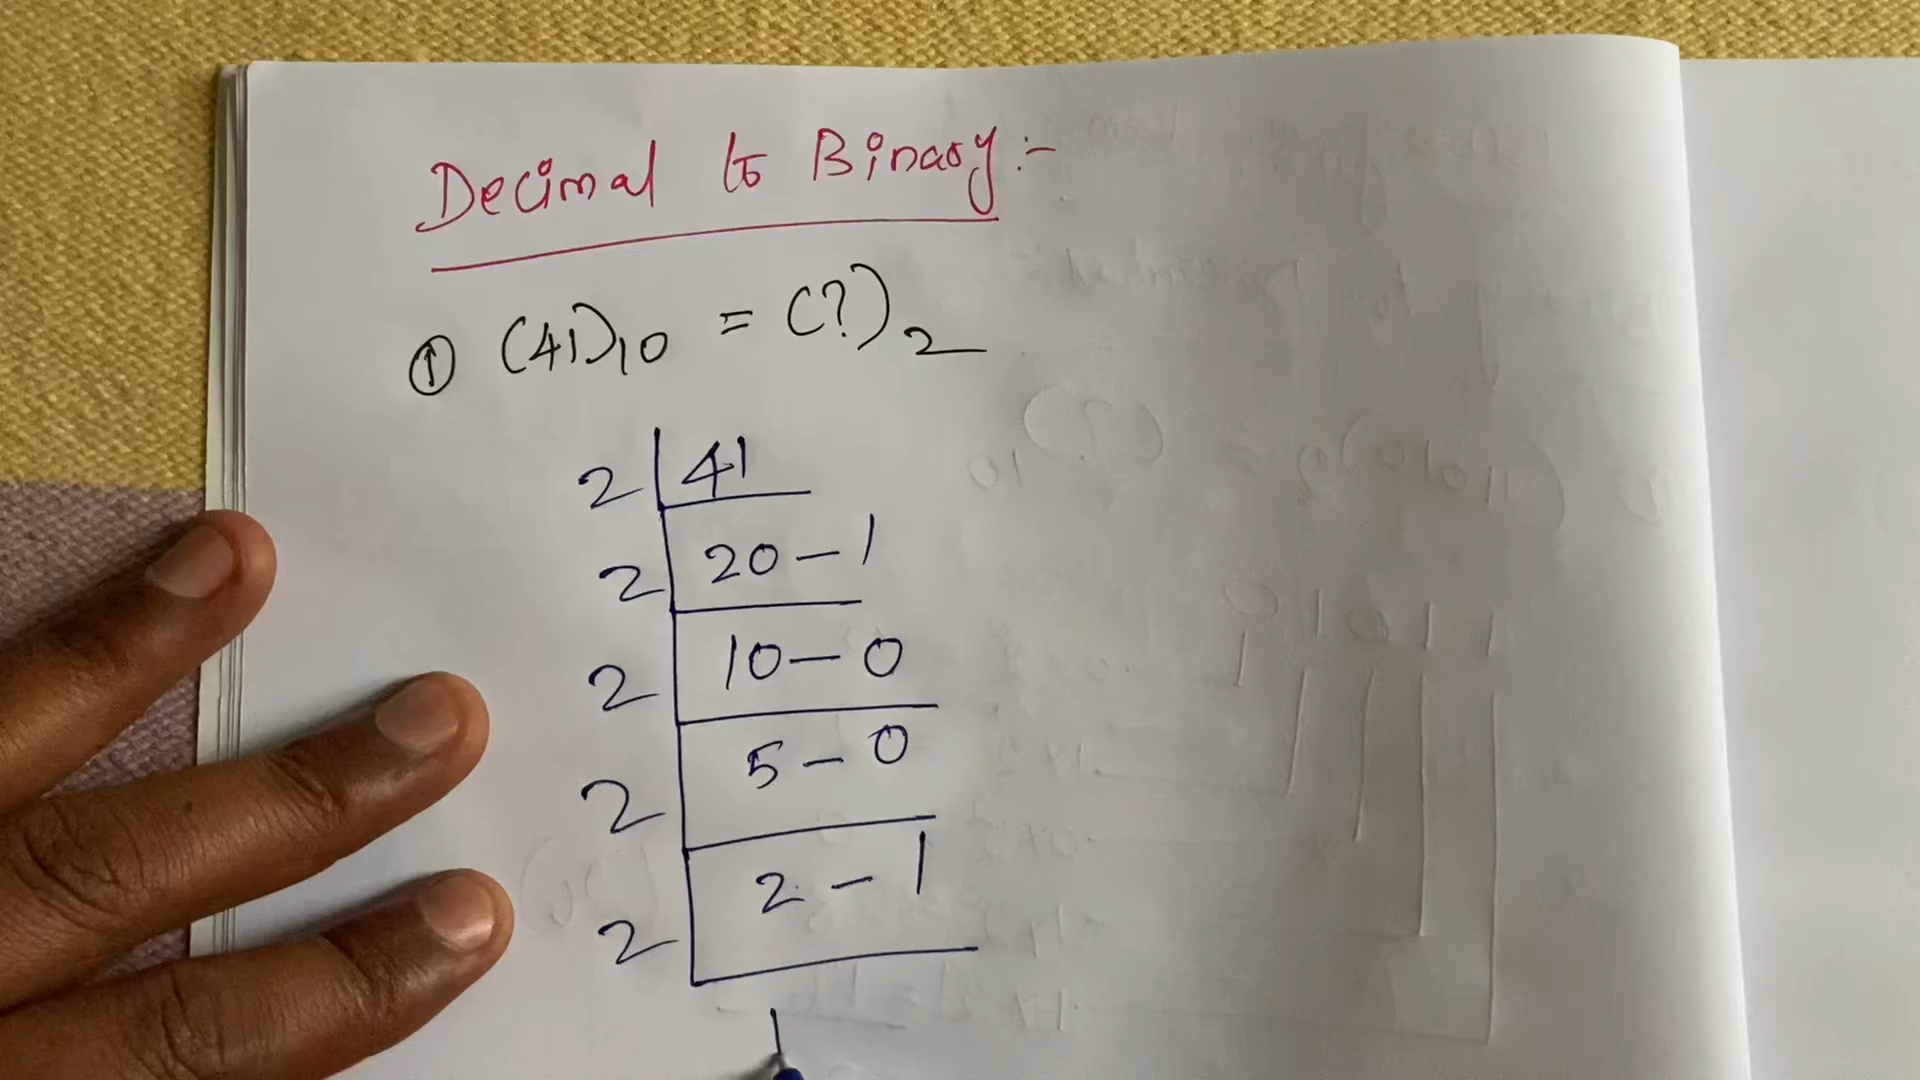 Decimal to Binary :-
① (41)10 = (?)2
2 41
2 20 - 1
2 10 - 0
2 5 - 0
2 2 - 1
1